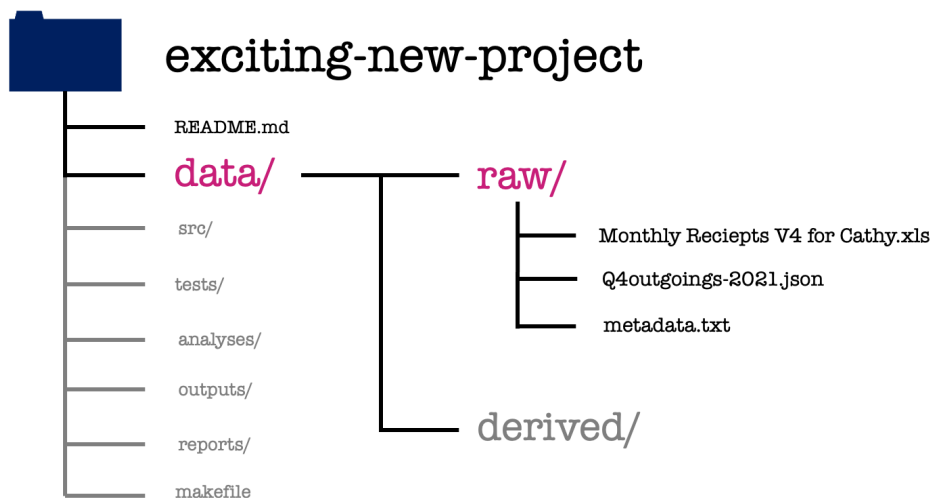 exciting-new-project
README.md
data/
src/
tests/
analyses/
outputs/
reports/
makefile
raw/
Monthly Reciepts V4 for Cathy.xls
Q4outgoings-2021.json
metadata.txt
derived/